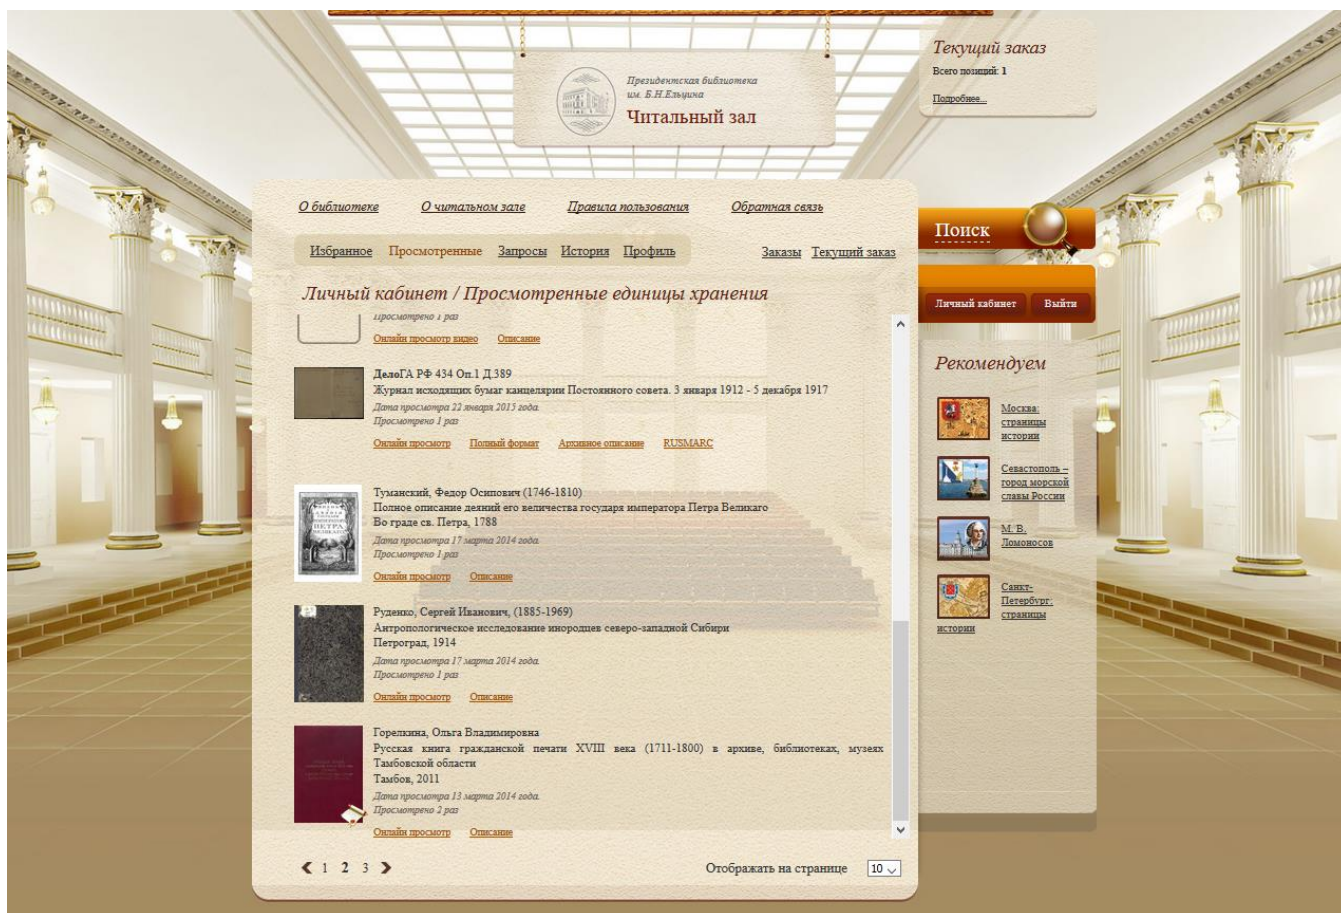 Президентская библиотека
им. Б.Н.Ельцина
Читальный зал
Текущий заказ
Всего позиций: 1
Подробнее...
О библиотеке О читальном зале Правила пользования Обратная связь
Избранное Просмотренные Запросы История Профиль Заказы Текущий заказ
Личный кабинет / Просмотренные единицы хранения
Просмотрено 1 раз
Онлайн просмотр видео Описание
ДелоГА РФ 434 Оп.1 Д.389
Журнал исходящих бумаг канцелярии Постоянного совета. 3 января 1912 - 5 декабря 1917
Дата просмотра 22 января 2015 года.
Просмотрено 1 раз
Онлайн просмотр Полный формат Архивное описание RUSMARC
Туманский, Федор Осипович (1746-1810)
Полное описание деяний его величества государя императора Петра Великаго
Во граде св. Петра, 1788
Дата просмотра 17 марта 2014 года.
Просмотрено 1 раз
Онлайн просмотр Описание
Руденко, Сергей Иванович, (1885-1969)
Антропологическое исследование инородцев северо-западной Сибири
Петроград, 1914
Дата просмотра 17 марта 2014 года.
Просмотрено 1 раз
Онлайн просмотр Описание
Горелкина, Ольга Владимировна
Русская книга гражданской печати XVIII века (1711-1800) в архиве, библиотеках, музеях
Тамбовской области
Тамбов, 2011
Дата просмотра 13 марта 2014 года.
Просмотрено 2 раз
Онлайн просмотр Описание
1 2 3 Отображать на странице 10
Поиск
Личный кабинет Выйти
Рекомендуем
Москва:
страницы
истории
Севастополь –
город морской
славы России
М. В.
Ломоносов
Санкт-
Петербург:
страницы
истории